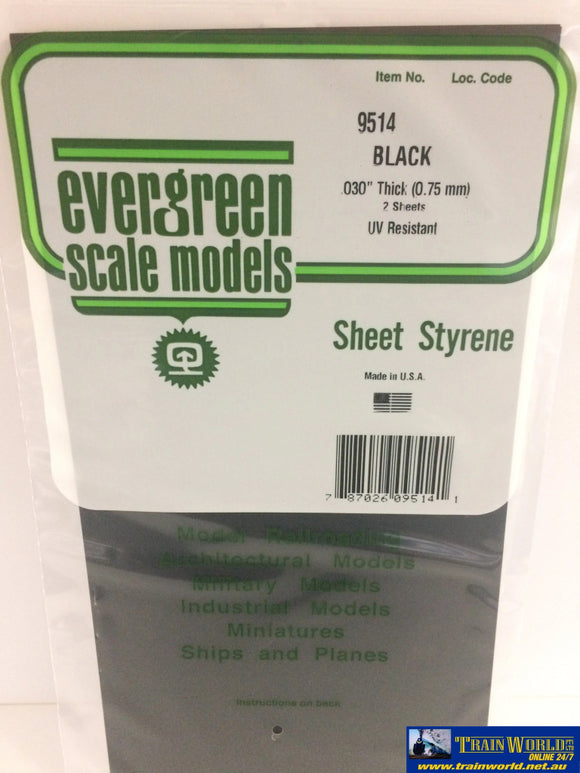 Item No. Loc. Code
9514
BLACK
.030" Thick (0.75 mm)
2 Sheets
UV Resistant
evergreen
scale models
Sheet Styrene
Made in U.S.A.
7 87026 09514 1
Model Railroading
Architectural Models
Military Models
Industrial Models
Miniatures
Ships and Planes
Instructions on back
TRAINWORLD
ONLINE 24/7
www.trainworld.net.au